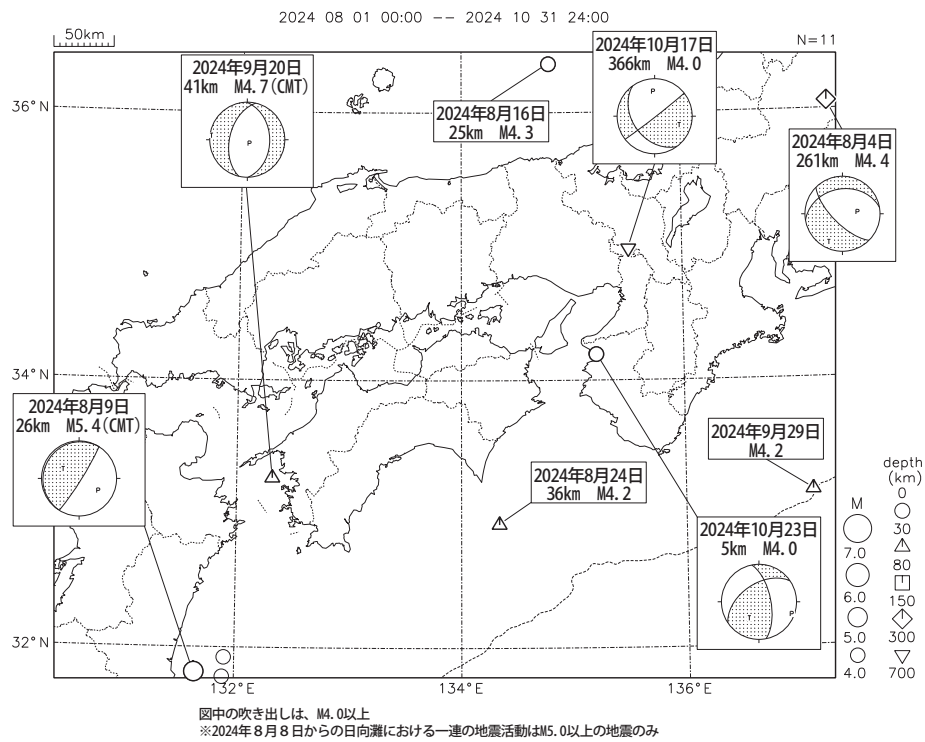 2024 08 01 00:00 -- 2024 10 31 24:00
50km
N=11
2024年9月20日
41km M4.7(CMT)
P
2024年8月16日
25km M4.3
2024年10月17日
366km M4.0
P
T
2024年8月4日
261km M4.4
P
T
36°N
34°N
32°N
2024年8月9日
26km M5.4(CMT)
T
P
2024年8月24日
36km M4.2
2024年9月29日
M4.2
2024年10月23日
5km M4.0
T
P
M
7.0
6.0
5.0
4.0
depth
(km)
0
30
80
150
300
700
132°E
134°E
136°E
図中の吹き出しは、M4.0以上
※2024年８月８日からの日向灘における一連の地震活動はM5.0以上の地震のみ